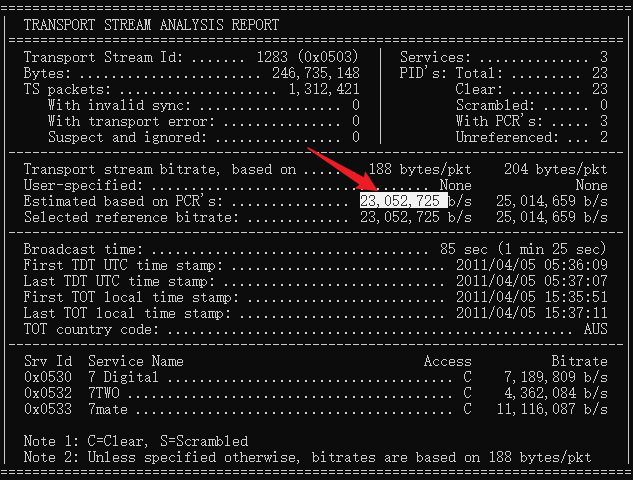 TRANSPORT STREAM ANALYSIS REPORT
Transport Stream Id: ....... 1283 (0x0503) | Services: ............... 3
Bytes: ....................... 246,735,148 | PID's: Total: ......... 23
TS packets: .................... 1,312,421 | Clear: ......... 23
With invalid sync: ................. 0 | Scrambled: ..... 0
With transport error: .............. 0 | With PCR's: .... 3
Suspect and ignored: ............... 0 | Unreferenced: .. 2
Transport stream bitrate, based on .... 188 bytes/pkt 204 bytes/pkt
User-specified: ................................. None None
Estimated based on PCR's: ............... 23,052,725 b/s 25,014,659 b/s
Selected reference bitrate: ............. 23,052,725 b/s 25,014,659 b/s
Broadcast time: .................................. 85 sec (1 min 25 sec)
First TDT UTC time stamp: .......................... 2011/04/05 05:36:09
Last TDT UTC time stamp: ........................... 2011/04/05 05:37:07
First TOT local time stamp: ........................ 2011/04/05 15:35:51
Last TOT local time stamp: ......................... 2011/04/05 15:37:11
TOT country code: .................................................. AUS
Srv Id Service Name Access Bitrate
0x0530 7 Digital .................................... C 7,189,809 b/s
0x0532 7TWO ......................................... C 4,362,084 b/s
0x0533 7mate ........................................ C 11,116,087 b/s
Note 1: C=Clear, S=Scrambled
Note 2: Unless specified otherwise, bitrates are based on 188 bytes/pkt